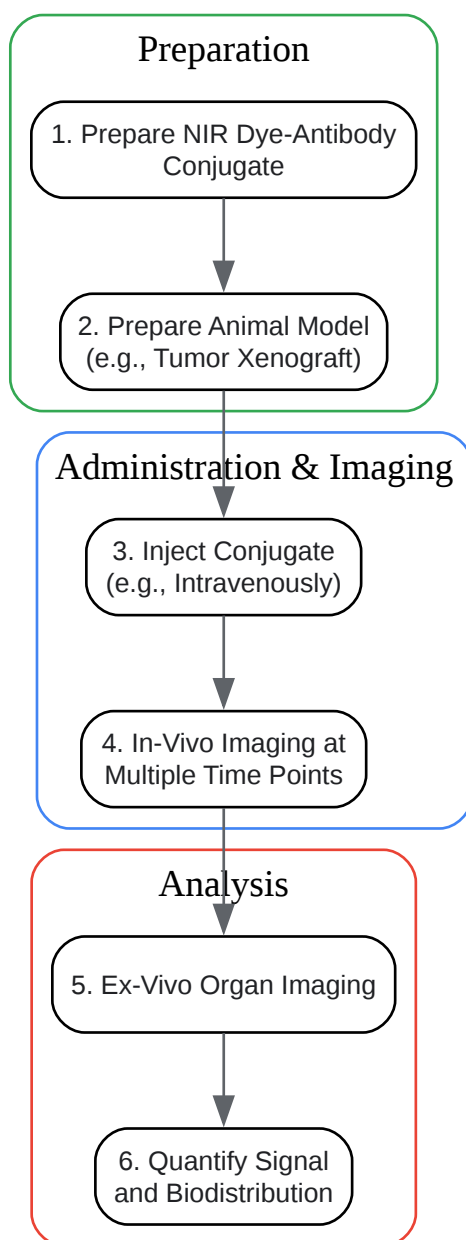 Preparation
1. Prepare NIR Dye-Antibody
Conjugate
2. Prepare Animal Model
(e.g., Tumor Xenograft)
Administration & Imaging
3. Inject Conjugate
(e.g., Intravenously)
4. In-Vivo Imaging at
Multiple Time Points
Analysis
5. Ex-Vivo Organ Imaging
6. Quantify Signal
and Biodistribution